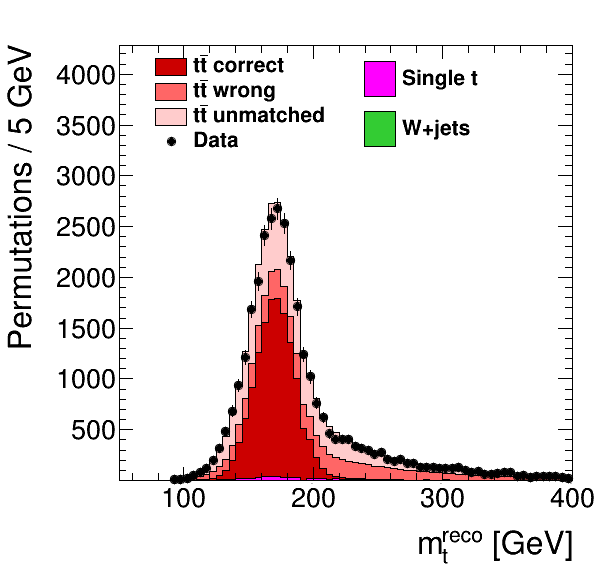 Permutations / 5 GeV
4000
3500
3000
2500
2000
1500
1000
500
tt̄ correct
tt̄ wrong
tt̄ unmatched
Data
Single t
W+jets
100 200 300 400
m_t^reco [GeV]